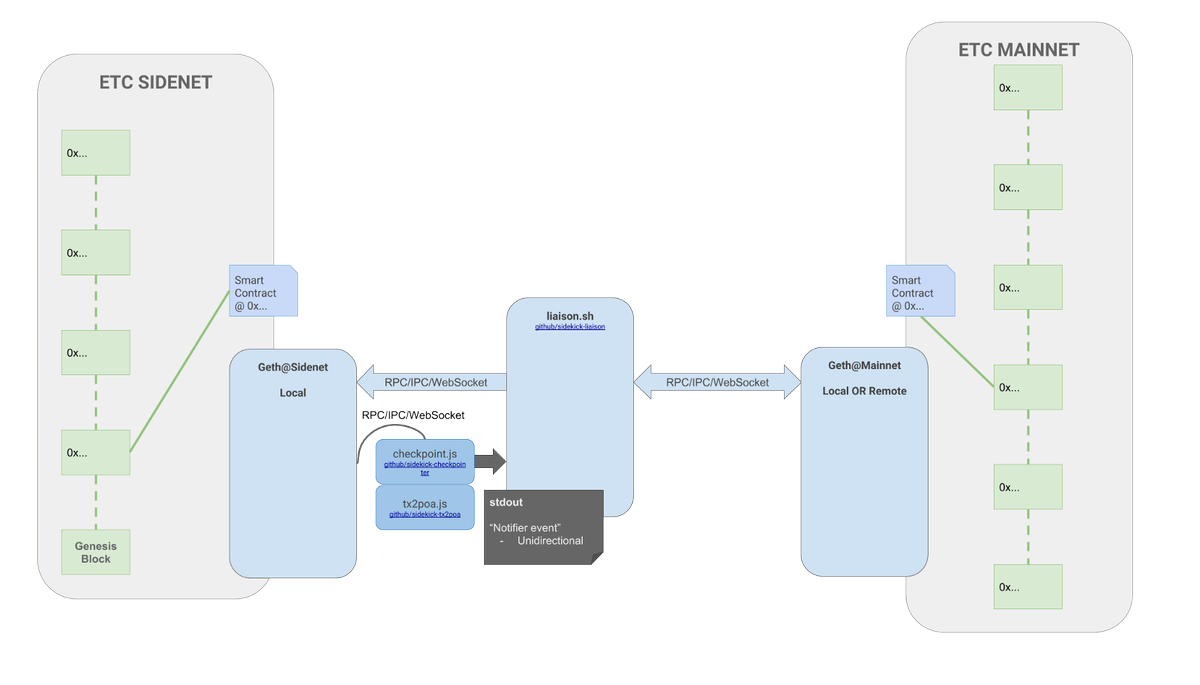 ETC SIDENET
0x...
0x...
0x...
0x...
Genesis
Block
Smart
Contract
@ 0x...
Geth@Sidenet
Local
RPC/IPC/WebSocket
RPC/IPC/WebSocket
checkpoint.js
github/sidekick-checkpoin
ter
tx2poa.js
github/sidekick-tx2poa
liaison.sh
github/sidekick-liaison
stdout
“Notifier event”
- Unidirectional
RPC/IPC/WebSocket
Geth@Mainnet
Local OR Remote
Smart
Contract
@ 0x...
ETC MAINNET
0x...
0x...
0x...
0x...
0x...
0x...